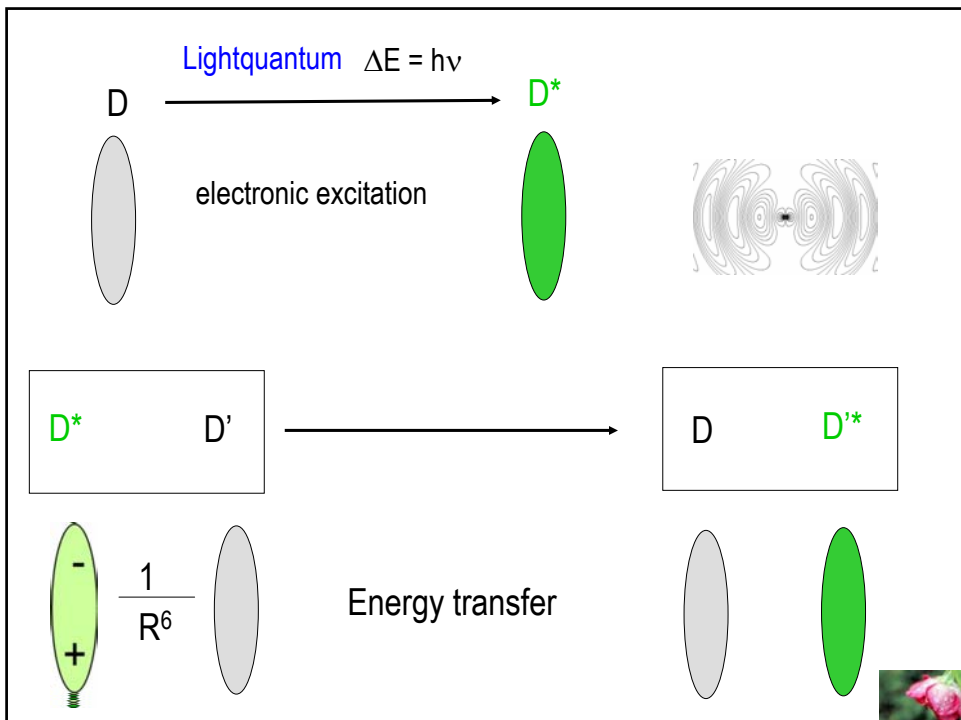 Lightquantum ΔE = hν
D D*
electronic excitation
D* D’ D D’*
-
1
R⁶
Energy transfer
+